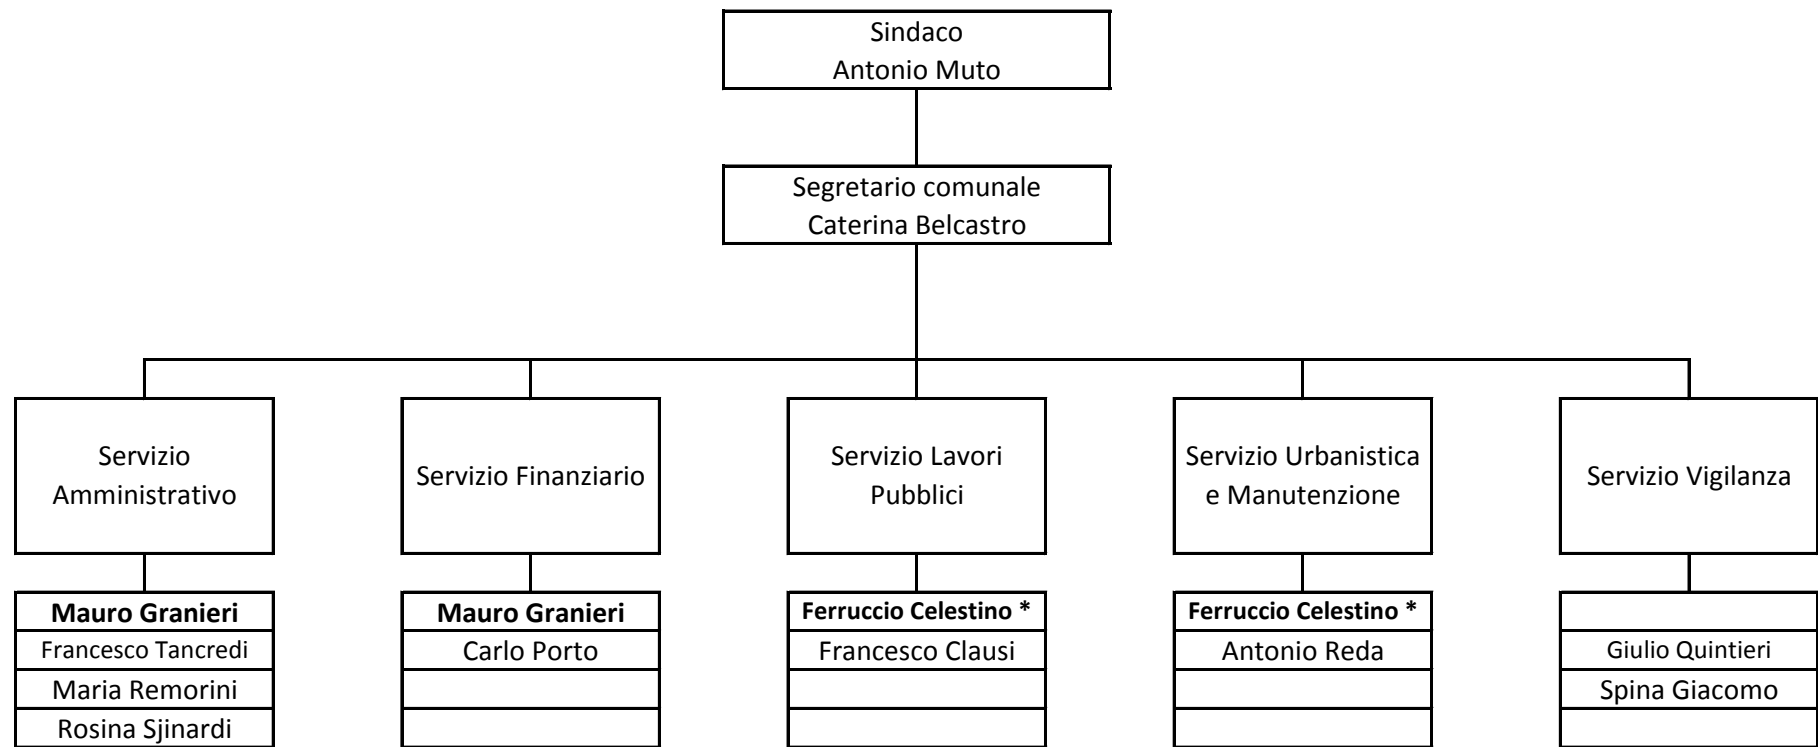 Sindaco
Antonio Muto
Segretario comunale
Caterina Belcastro
Servizio
Amministrativo
Servizio Finanziario
Servizio Lavori
Pubblici
Servizio Urbanistica
e Manutenzione
Servizio Vigilanza
Mauro Granieri
Francesco Tancredi
Maria Remorini
Rosina Sjinardi
Mauro Granieri
Carlo Porto
Ferruccio Celestino *
Francesco Clausi
Ferruccio Celestino *
Antonio Reda
Giulio Quintieri
Spina Giacomo